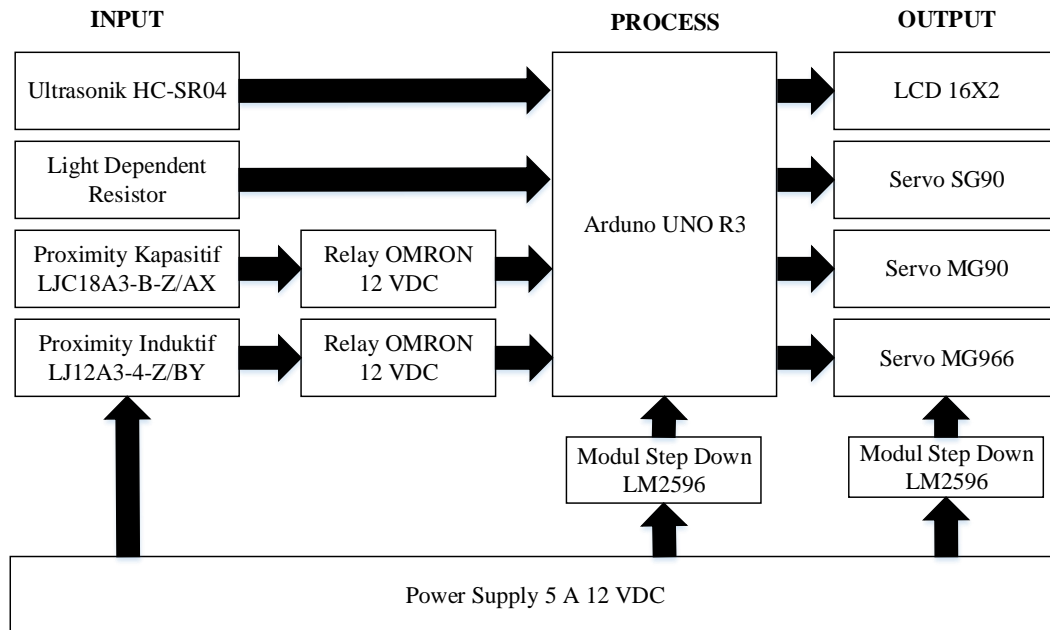 INPUT
PROCESS
OUTPUT
Ultrasonik HC-SR04
LCD 16X2
Light Dependent
Resistor
Servo SG90
Arduno UNO R3
Proximity Kapasitif
LJC18A3-B-Z/AX
Relay OMRON
12 VDC
Servo MG90
Proximity Induktif
LJ12A3-4-Z/BY
Relay OMRON
12 VDC
Servo MG966
Modul Step Down
LM2596
Modul Step Down
LM2596
Power Supply 5 A 12 VDC